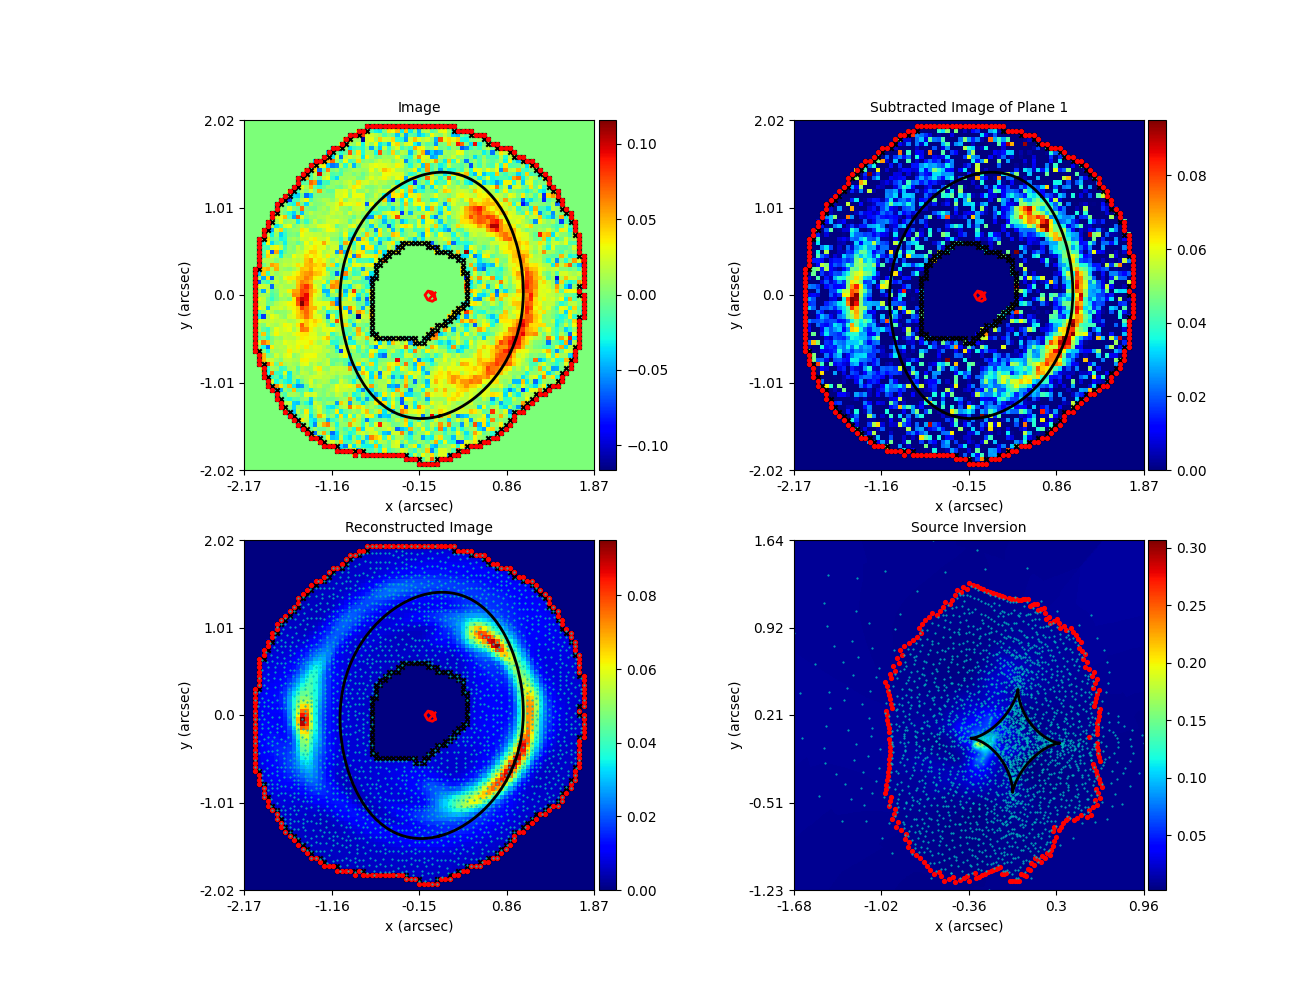 Image
2.02
1.01
0.0
-1.01
-2.02
y (arcsec)
-2.17 -1.16 -0.15 0.86 1.87
x (arcsec)
0.10
0.05
0.00
−0.05
−0.10
Subtracted Image of Plane 1
2.02
1.01
0.0
-1.01
-2.02
y (arcsec)
-2.17 -1.16 -0.15 0.86 1.87
x (arcsec)
0.08
0.06
0.04
0.02
0.00
Reconstructed Image
2.02
1.01
0.0
-1.01
-2.02
y (arcsec)
-2.17 -1.16 -0.15 0.86 1.87
x (arcsec)
0.08
0.06
0.04
0.02
0.00
Source Inversion
1.64
0.92
0.21
-0.51
-1.23
y (arcsec)
-1.68 -1.02 -0.36 0.3 0.96
x (arcsec)
0.30
0.25
0.20
0.15
0.10
0.05